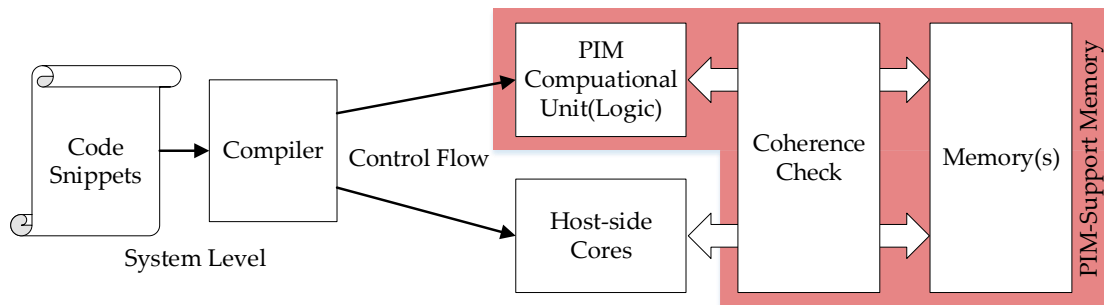 Code
Snippets
System Level
Compiler
Control Flow
PIM
Compuational
Unit(Logic)
Host-side
Cores
Coherence
Check
Memory(s)
PIM-Support Memory